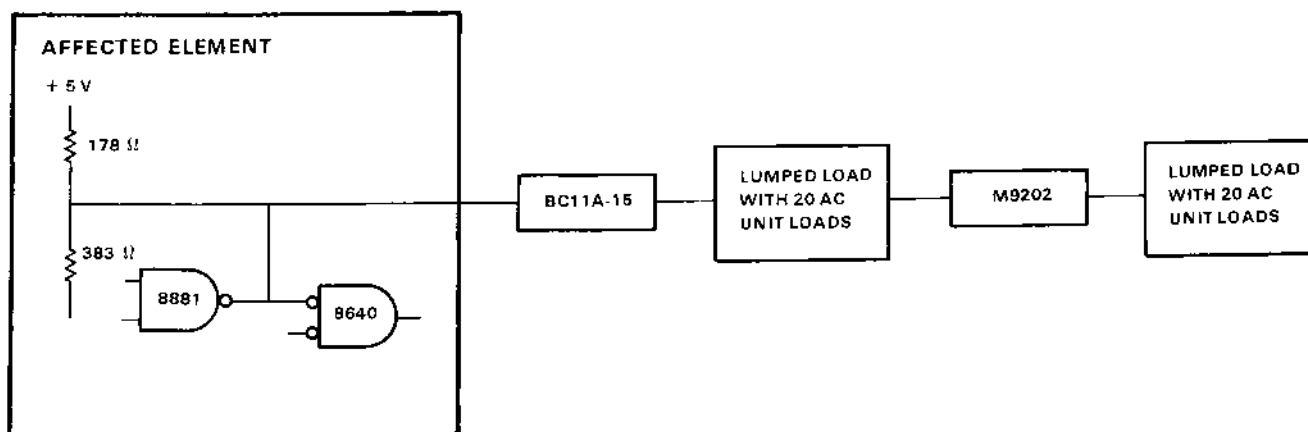 AFFECTED ELEMENT
+ 5 V
178 Ω
383 Ω
8881
8640
BC11A-15
LUMPED LOAD
WITH 20 AC
UNIT LOADS
M9202
LUMPED LOAD
WITH 20 AC
UNIT LOADS